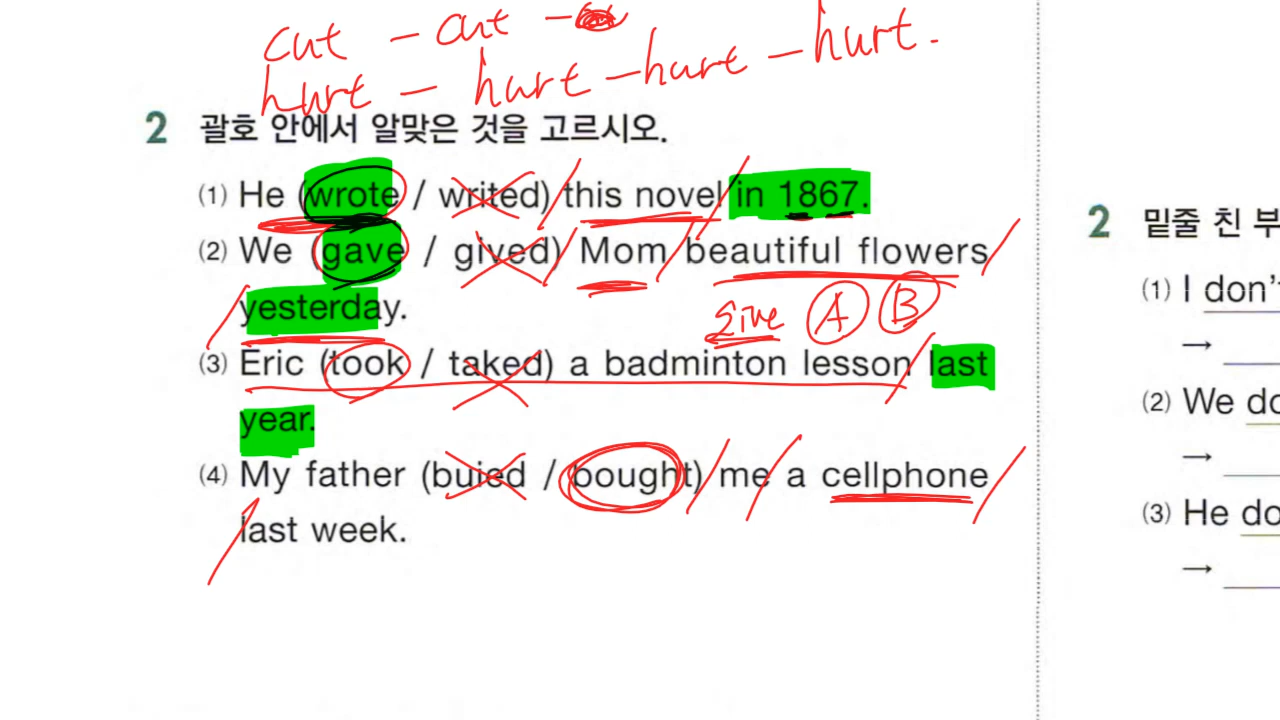 cut - cut -
hurt - hurt - hurt - hurt.
2 괄호 안에서 알맞은 것을 고르시오.
(1) He (wrote / writed) this novel in 1867.
(2) We (gave / gived) Mom beautiful flowers
yesterday.
give A B
(3) Eric (took / taked) a badminton lesson last
year.
(4) My father (buied / bought) me a cellphone
last week.
2 밑줄 친 부
(1) I don't
→
(2) We do
→
(3) He do
→